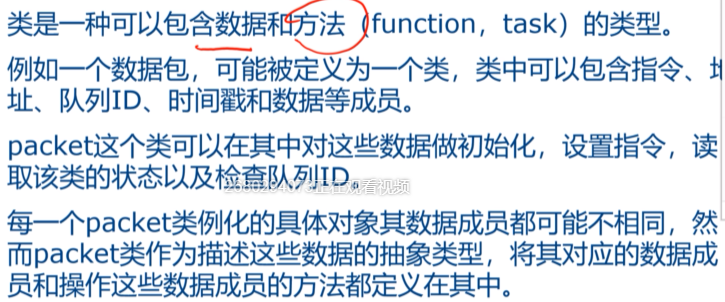 类是一种可以包含数据和方法（function，task）的类型。
例如一个数据包，可能被定义为一个类，类中可以包含指令、地
址、队列ID、时间戳和数据等成员。
packet这个类可以在其中对这些数据做初始化，设置指令，读
取该类的状态以及检查队列ID。
正在观看视频
每一个packet类例化的具体对象其数据成员都可能不相同，然
而packet类作为描述这些数据的抽象类型，将其对应的数据成
员和操作这些数据成员的方法都定义在其中。